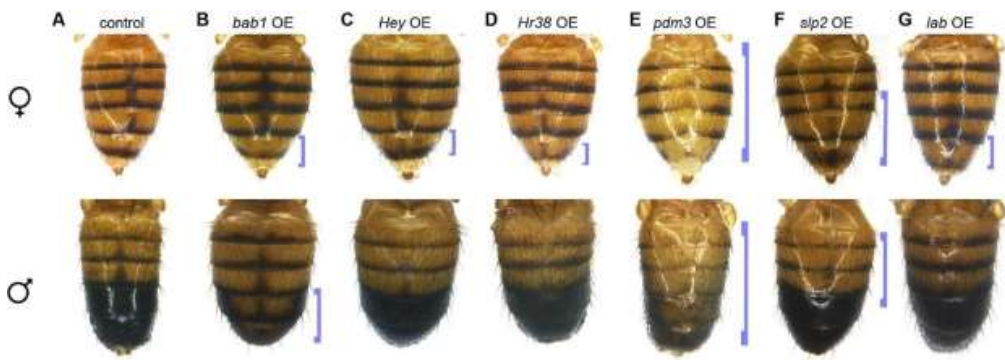 A control B bab1 OE C Hey OE D Hr38 OE E pdm3 OE F slp2 OE G lab OE
♀
♂